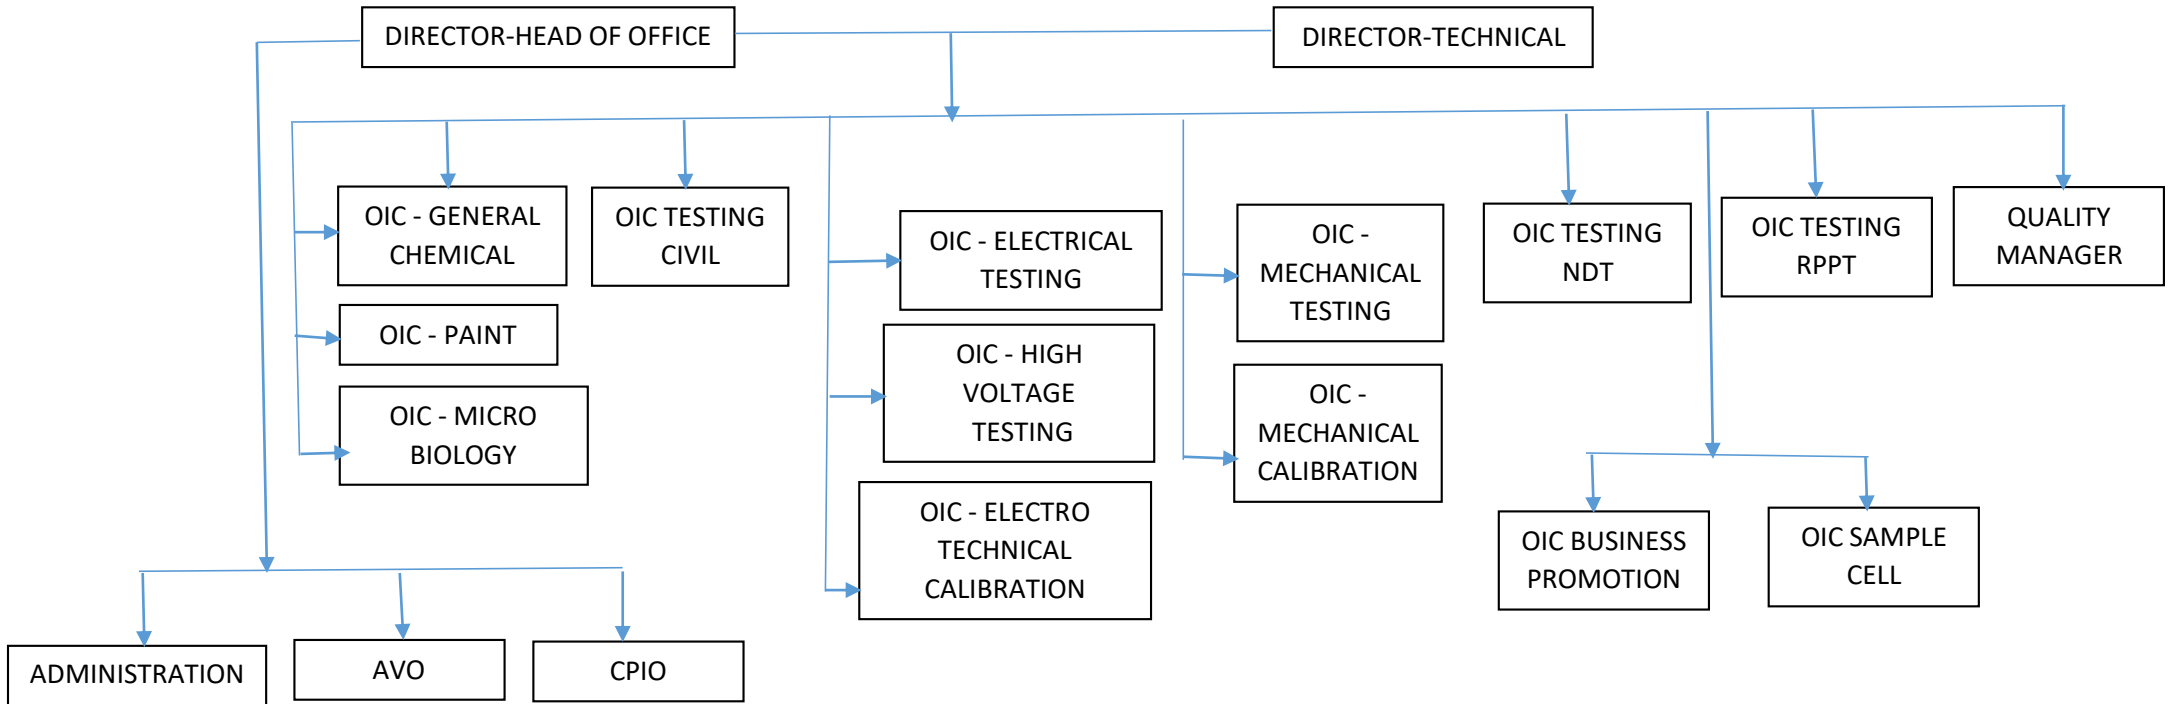 DIRECTOR-HEAD OF OFFICE
DIRECTOR-TECHNICAL
OIC - GENERAL
CHEMICAL
OIC TESTING
CIVIL
OIC - ELECTRICAL
TESTING
OIC -
MECHANICAL
TESTING
OIC TESTING
NDT
OIC TESTING
RPPT
QUALITY
MANAGER
OIC - PAINT
OIC - HIGH
VOLTAGE
TESTING
OIC -
MECHANICAL
CALIBRATION
OIC - MICRO
BIOLOGY
OIC - ELECTRO
TECHNICAL
CALIBRATION
OIC BUSINESS
PROMOTION
OIC SAMPLE
CELL
ADMINISTRATION
AVO
CPIO